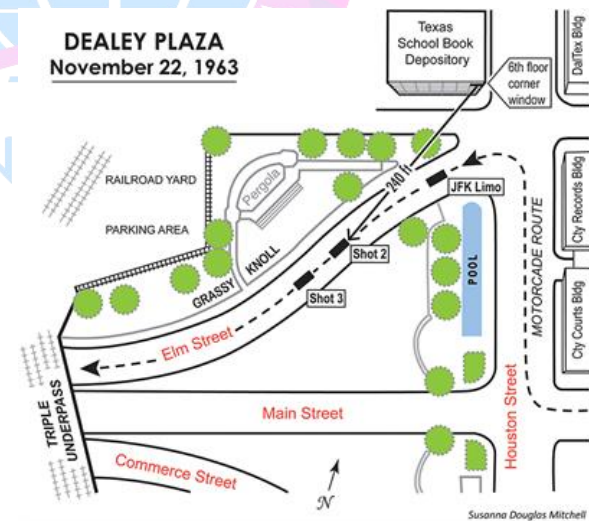 DEALEY PLAZA
November 22, 1963
Texas
School Book
Depository
6th floor
corner
window
DalTex Bldg
RAILROAD YARD
Pergola
240 ft
JFK Limo
Cty Records Bldg
PARKING AREA
GRASSY KNOLL
Shot 2
Shot 3
POOL
MOTORCADE ROUTE
Cty Courts Bldg
Elm Street
TRIPLE
UNDERPASS
Main Street
Houston Street
Commerce Street
N
Susanna Douglas Mitchell